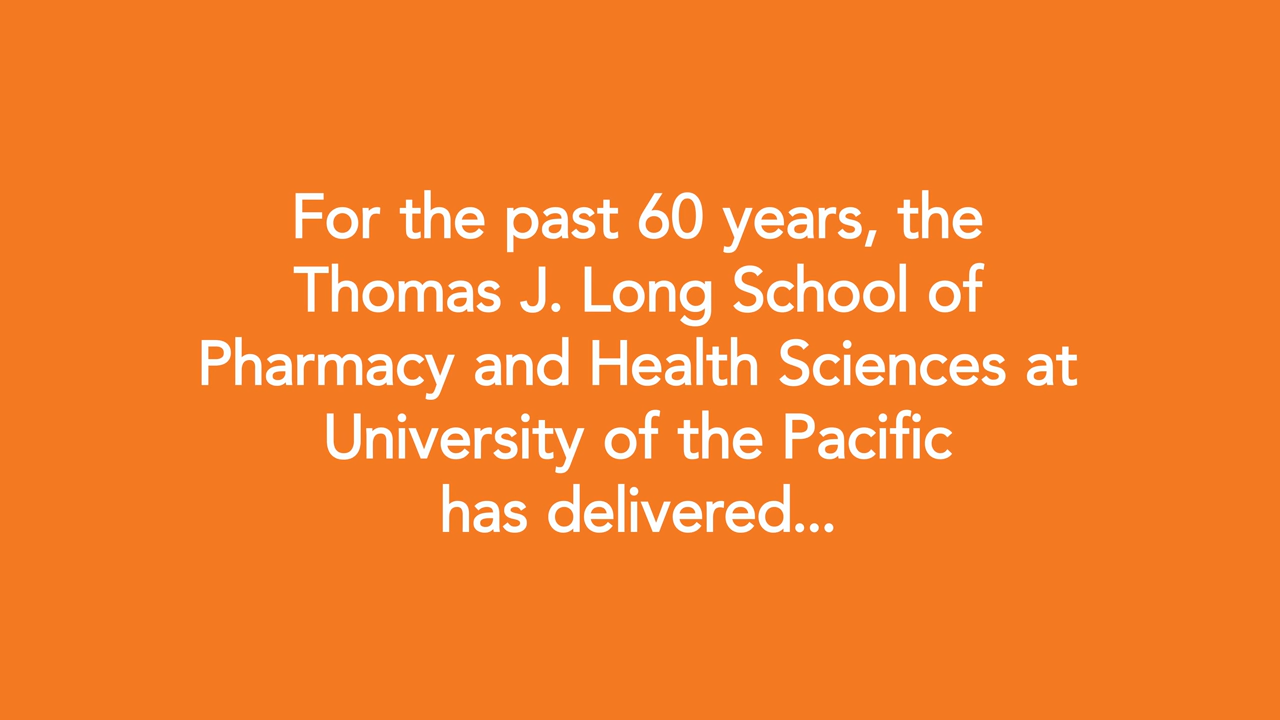 For the past 60 years, the
Thomas J. Long School of
Pharmacy and Health Sciences at
University of the Pacific
has delivered...